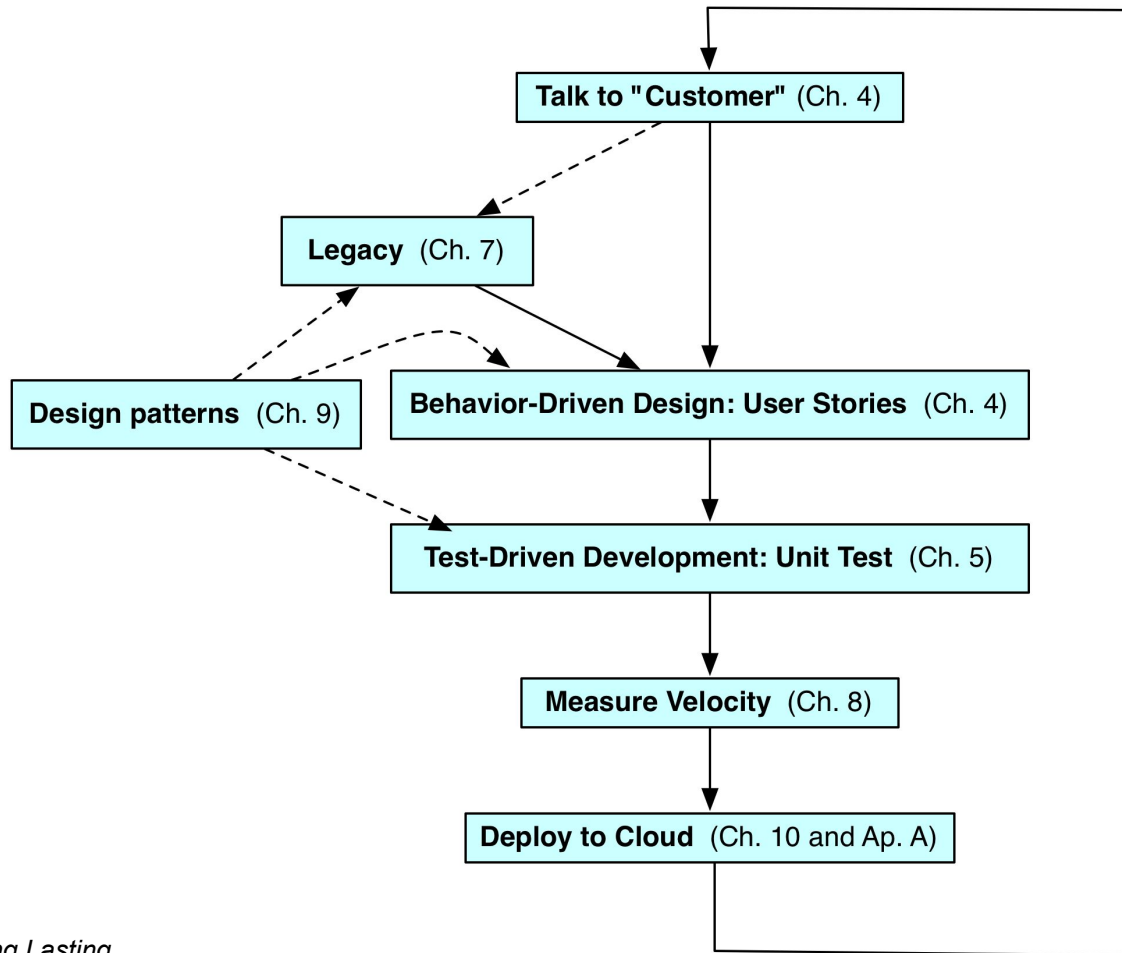 Talk to "Customer" (Ch. 4)
Legacy (Ch. 7)
Design patterns (Ch. 9)
Behavior-Driven Design: User Stories (Ch. 4)
Test-Driven Development: Unit Test (Ch. 5)
Measure Velocity (Ch. 8)
Deploy to Cloud (Ch. 10 and Ap. A)
Lasting